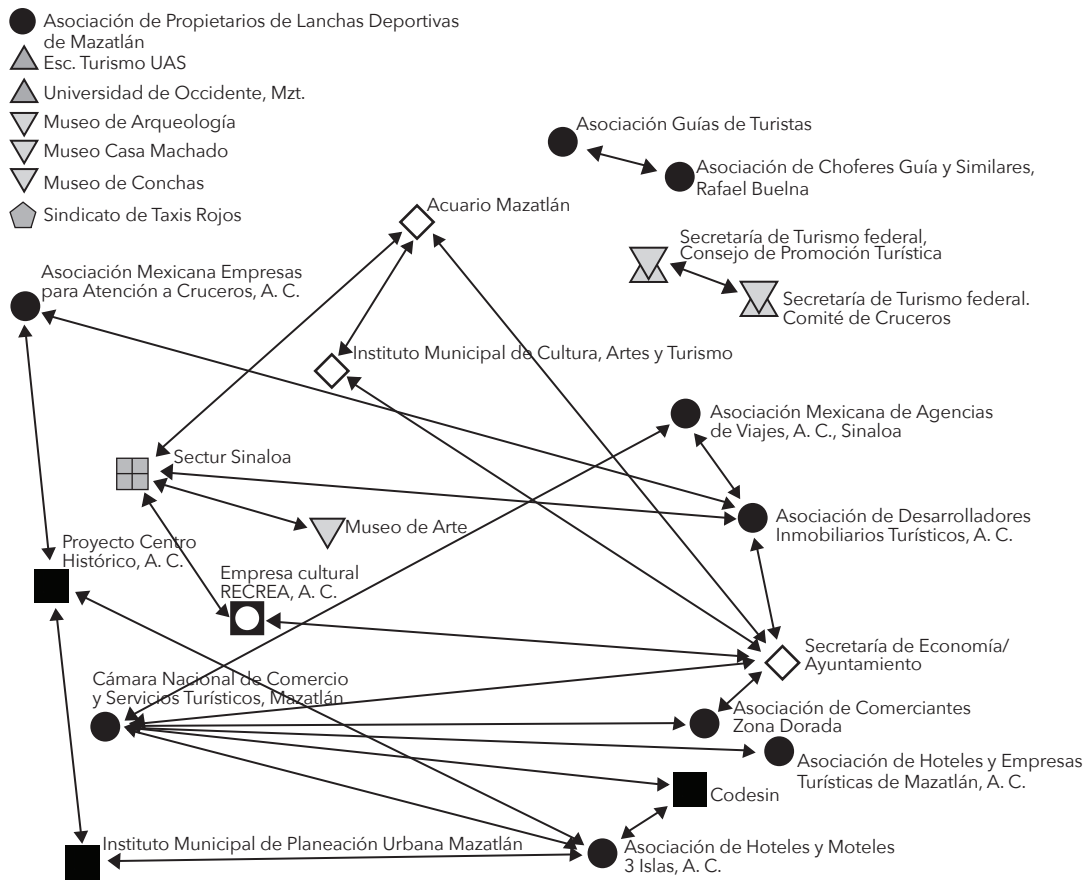 Asociación de Propietarios de Lanchas Deportivas
de Mazatlán
Esc. Turismo UAS
Universidad de Occidente, Mzt.
Museo de Arqueología
Museo Casa Machado
Museo de Conchas
Sindicato de Taxis Rojos
Asociación Guías de Turistas
Asociación de Choferes Guía y Similares,
Rafael Buelna
Acuario Mazatlán
Secretaría de Turismo federal,
Consejo de Promoción Turística
Secretaría de Turismo federal.
Comité de Cruceros
Asociación Mexicana Empresas
para Atención a Cruceros, A. C.
Instituto Municipal de Cultura, Artes y Turismo
Asociación Mexicana de Agencias
de Viajes, A. C., Sinaloa
Sectur Sinaloa
Museo de Arte
Asociación de Desarrolladores
Inmobiliarios Turísticos, A. C.
Proyecto Centro
Histórico, A. C.
Empresa cultural
RECREA, A. C.
Secretaría de Economía/
Ayuntamiento
Cámara Nacional de Comercio
y Servicios Turísticos, Mazatlán
Asociación de Comerciantes
Zona Dorada
Asociación de Hoteles y Empresas
Turísticas de Mazatlán, A. C.
Codesin
Instituto Municipal de Planeación Urbana Mazatlán
Asociación de Hoteles y Moteles
3 Islas, A. C.